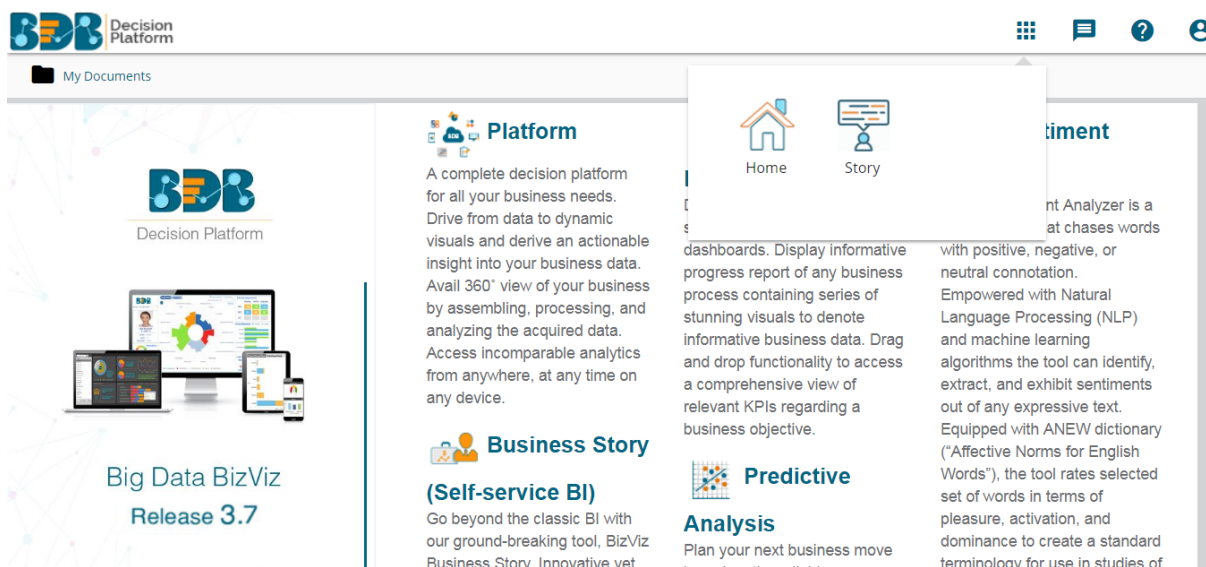 BDB Decision
Platform
My Documents
Home
Story
BDB
Decision Platform
Big Data BizViz
Release 3.7
Platform
A complete decision platform
for all your business needs.
Drive from data to dynamic
visuals and derive an actionable
insight into your business data.
Avail 360° view of your business
by assembling, processing, and
analyzing the acquired data.
Access incomparable analytics
from anywhere, at any time on
any device.
Business Story
(Self-service BI)
Go beyond the classic BI with
our ground-breaking tool, BizViz
Business Story. Innovative yet
dashboards. Display informative
progress report of any business
process containing series of
stunning visuals to denote
informative business data. Drag
and drop functionality to access
a comprehensive view of
relevant KPIs regarding a
business objective.
Predictive
Analysis
Plan your next business move
timent
nt Analyzer is a
at chases words
with positive, negative, or
neutral connotation.
Empowered with Natural
Language Processing (NLP)
and machine learning
algorithms the tool can identify,
extract, and exhibit sentiments
out of any expressive text.
Equipped with ANEW dictionary
(“Affective Norms for English
Words”), the tool rates selected
set of words in terms of
pleasure, activation, and
dominance to create a standard
terminology for use in studies of